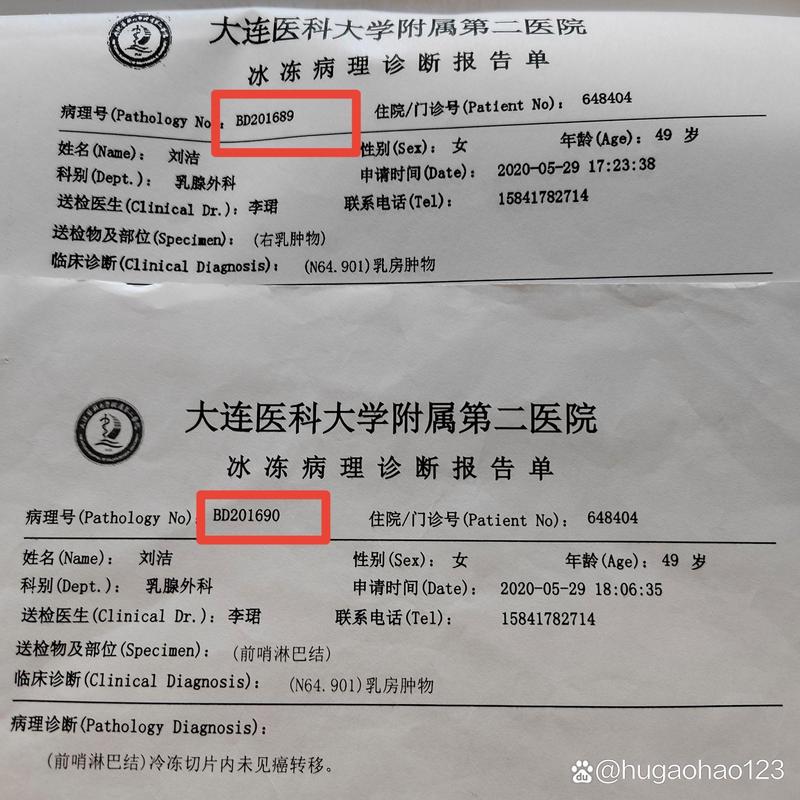 大连医科大学附属第二医院
冰冻病理诊断报告单
病理号(Pathology No: BD201689 住院/门诊号(Patient No): 648404
姓名(Name): 刘洁 性别(Sex): 女 年龄(Age): 49 岁
科别(Dept.): 乳腺外科 申请时间(Date): 2020-05-29 17:23:38
送检医生(Clinical Dr.): 李珺 联系电话(Tel): 15841782714
送检物及部位(Specimen): (右乳肿物)
临床诊断(Clinical Diagnosis): (N64.901)乳房肿物
大连医科大学附属第二医院
冰冻病理诊断报告单
病理号(Pathology No): BD201690 住院/门诊号(Patient No): 648404
姓名(Name): 刘洁 性别(Sex): 女 年龄(Age): 49 岁
科别(Dept.): 乳腺外科 申请时间(Date): 2020-05-29 18:06:35
送检医生(Clinical Dr.): 李珺 联系电话(Tel): 15841782714
送检物及部位(Specimen): (前哨淋巴结)
临床诊断(Clinical Diagnosis): (N64.901)乳房肿物
病理诊断(Pathology Diagnosis):
(前哨淋巴结)冷冻切片内未见癌转移。
du @hugaohao123